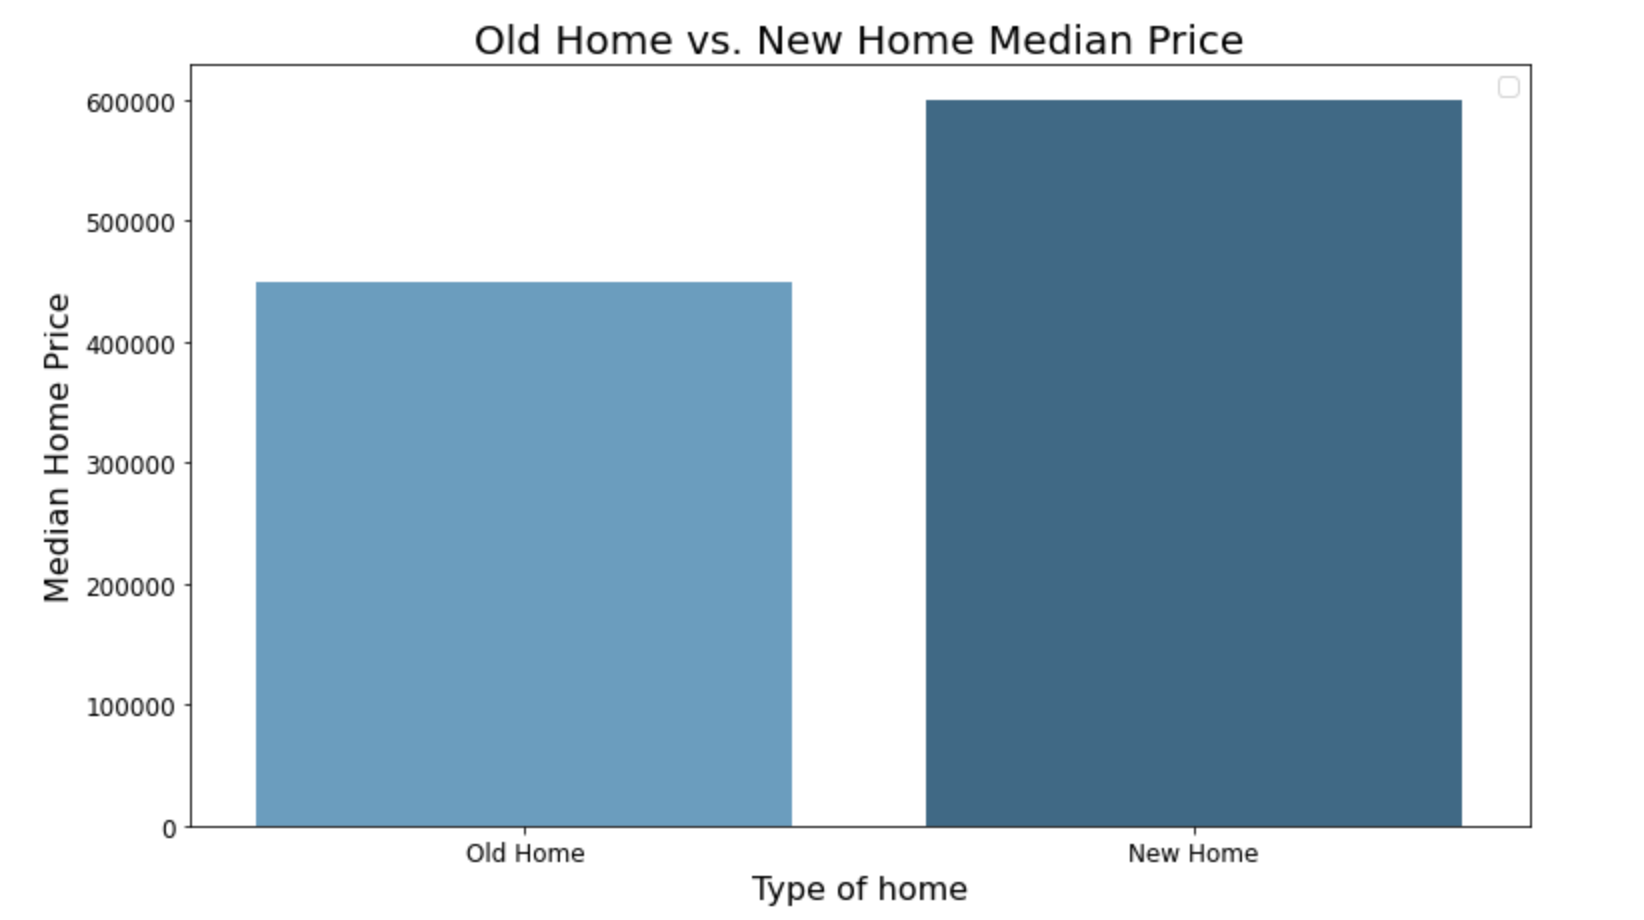 Old Home vs. New Home Median Price
600000
500000
400000
300000
200000
100000
0
Median Home Price
Old Home
New Home
Type of home